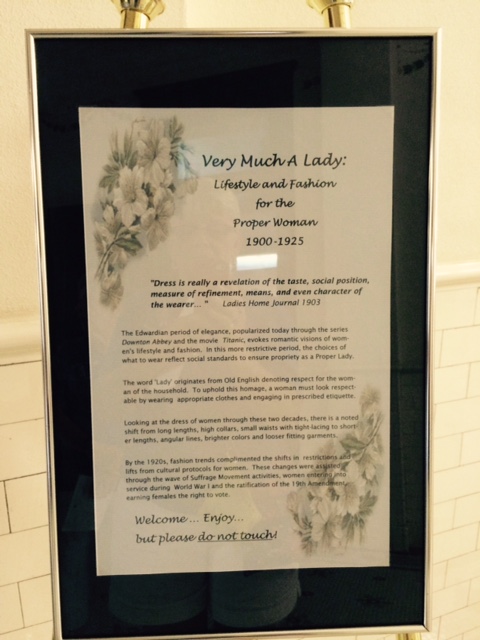 Very Much A Lady:
Lifestyle and Fashion
for the
Proper Woman
1900-1925
"Dress is really a revelation of the taste, social position,
measure of refinement, means, and even character of
the wearer... " Ladies Home Journal 1903
The Edwardian period of elegance, popularized today through the series
Downton Abbey and the movie Titanic, evokes romantic visions of wom-
en's lifestyle and fashion. In this more restrictive period, the choices of
what to wear reflect social standards to ensure propriety as a Proper Lady.
The word 'Lady' originates from Old English denoting respect for the wom-
an of the household. To uphold this homage, a woman must look respect-
able by wearing appropriate clothes and engaging in prescribed etiquette.
Looking at the dress of women through these two decades, there is a noted
shift from long lengths, high collars, small waists with tight-lacing to short-
er lengths, angular lines, brighter colors and looser fitting garments.
By the 1920s, fashion trends complimented the shifts in restrictions and
lifts from cultural protocols for women. These changes were assisted
through the wave of Suffrage Movement activities, women entering into
service during World War I and the ratification of the 19th Amendment,
earning females the right to vote.
Welcome ... Enjoy...
but please do not touch!